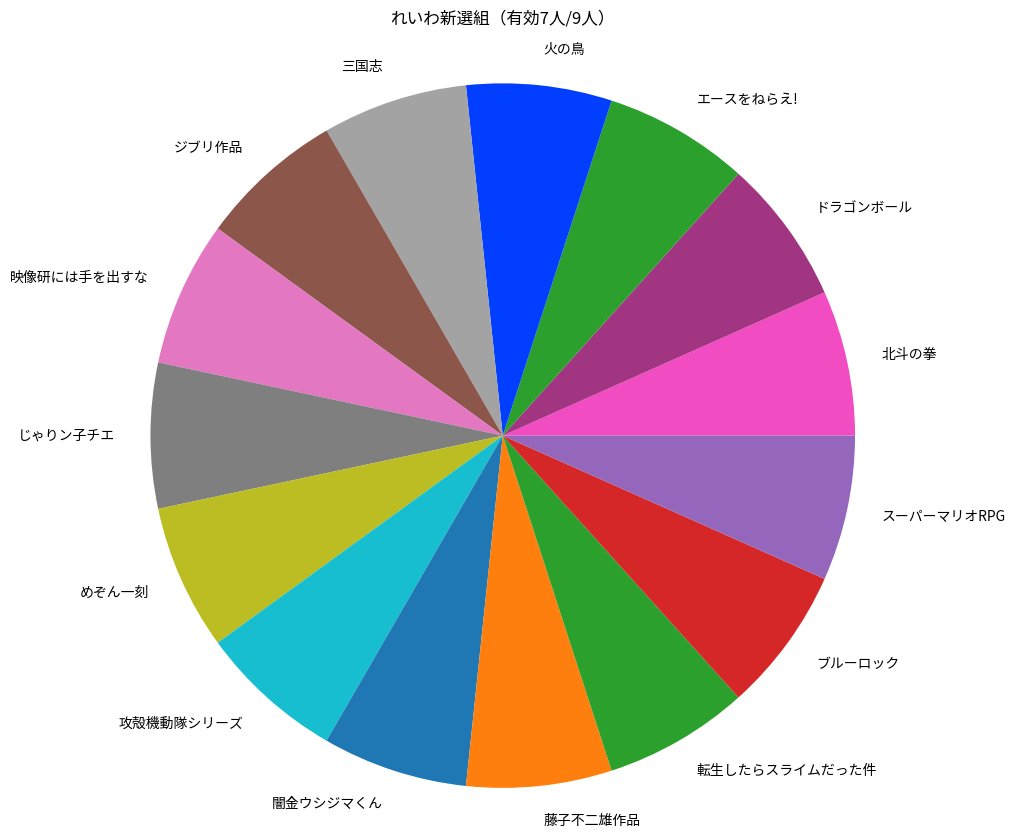 れいわ新選組（有効7人/9人）
火の鳥
三国志
エースをねらえ!
ジブリ作品
ドラゴンボール
映像研には手を出すな
北斗の拳
じゃりン子チエ
スーパーマリオRPG
めぞん一刻
ブルーロック
攻殻機動隊シリーズ
転生したらスライムだった件
闇金ウシジマくん
藤子不二雄作品